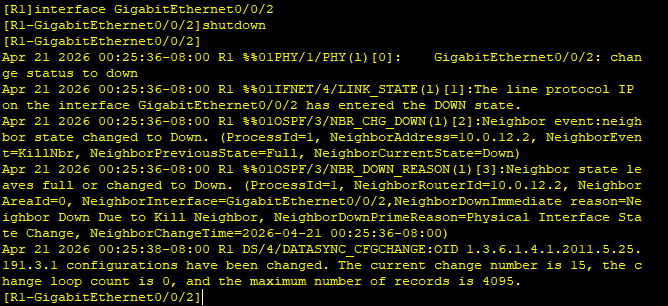 [R1]interface GigabitEthernet0/0/2
[R1-GigabitEthernet0/0/2]shutdown
[R1-GigabitEthernet0/0/2]
Apr 21 2026 00:25:36-08:00 R1 %%01PHY/1/PHY(l)[0]:    GigabitEthernet0/0/2: chan
ge status to down
Apr 21 2026 00:25:36-08:00 R1 %%01IFNET/4/LINK_STATE(l)[1]:The line protocol IP
on the interface GigabitEthernet0/0/2 has entered the DOWN state.
Apr 21 2026 00:25:36-08:00 R1 %%01OSPF/3/NBR_CHG_DOWN(l)[2]:Neighbor event:neigh
bor state changed to Down. (ProcessId=1, NeighborAddress=10.0.12.2, NeighborEven
t=KillNbr, NeighborPreviousState=Full, NeighborCurrentState=Down)
Apr 21 2026 00:25:36-08:00 R1 %%01OSPF/3/NBR_DOWN_REASON(l)[3]:Neighbor state le
aves full or changed to Down. (ProcessId=1, NeighborRouterId=10.0.12.2, Neighbor
AreaId=0, NeighborInterface=GigabitEthernet0/0/2,NeighborDownImmediate reason=Ne
ighbor Down Due to Kill Neighbor, NeighborDownPrimeReason=Physical Interface Sta
te Change, NeighborChangeTime=2026-04-21 00:25:36-08:00)
Apr 21 2026 00:25:38-08:00 R1 DS/4/DATASYNC_CFGCHANGE:OID 1.3.6.1.4.1.2011.5.25.
191.3.1 configurations have been changed. The current change number is 15, the c
hange loop count is 0, and the maximum number of records is 4095.
[R1-GigabitEthernet0/0/2]